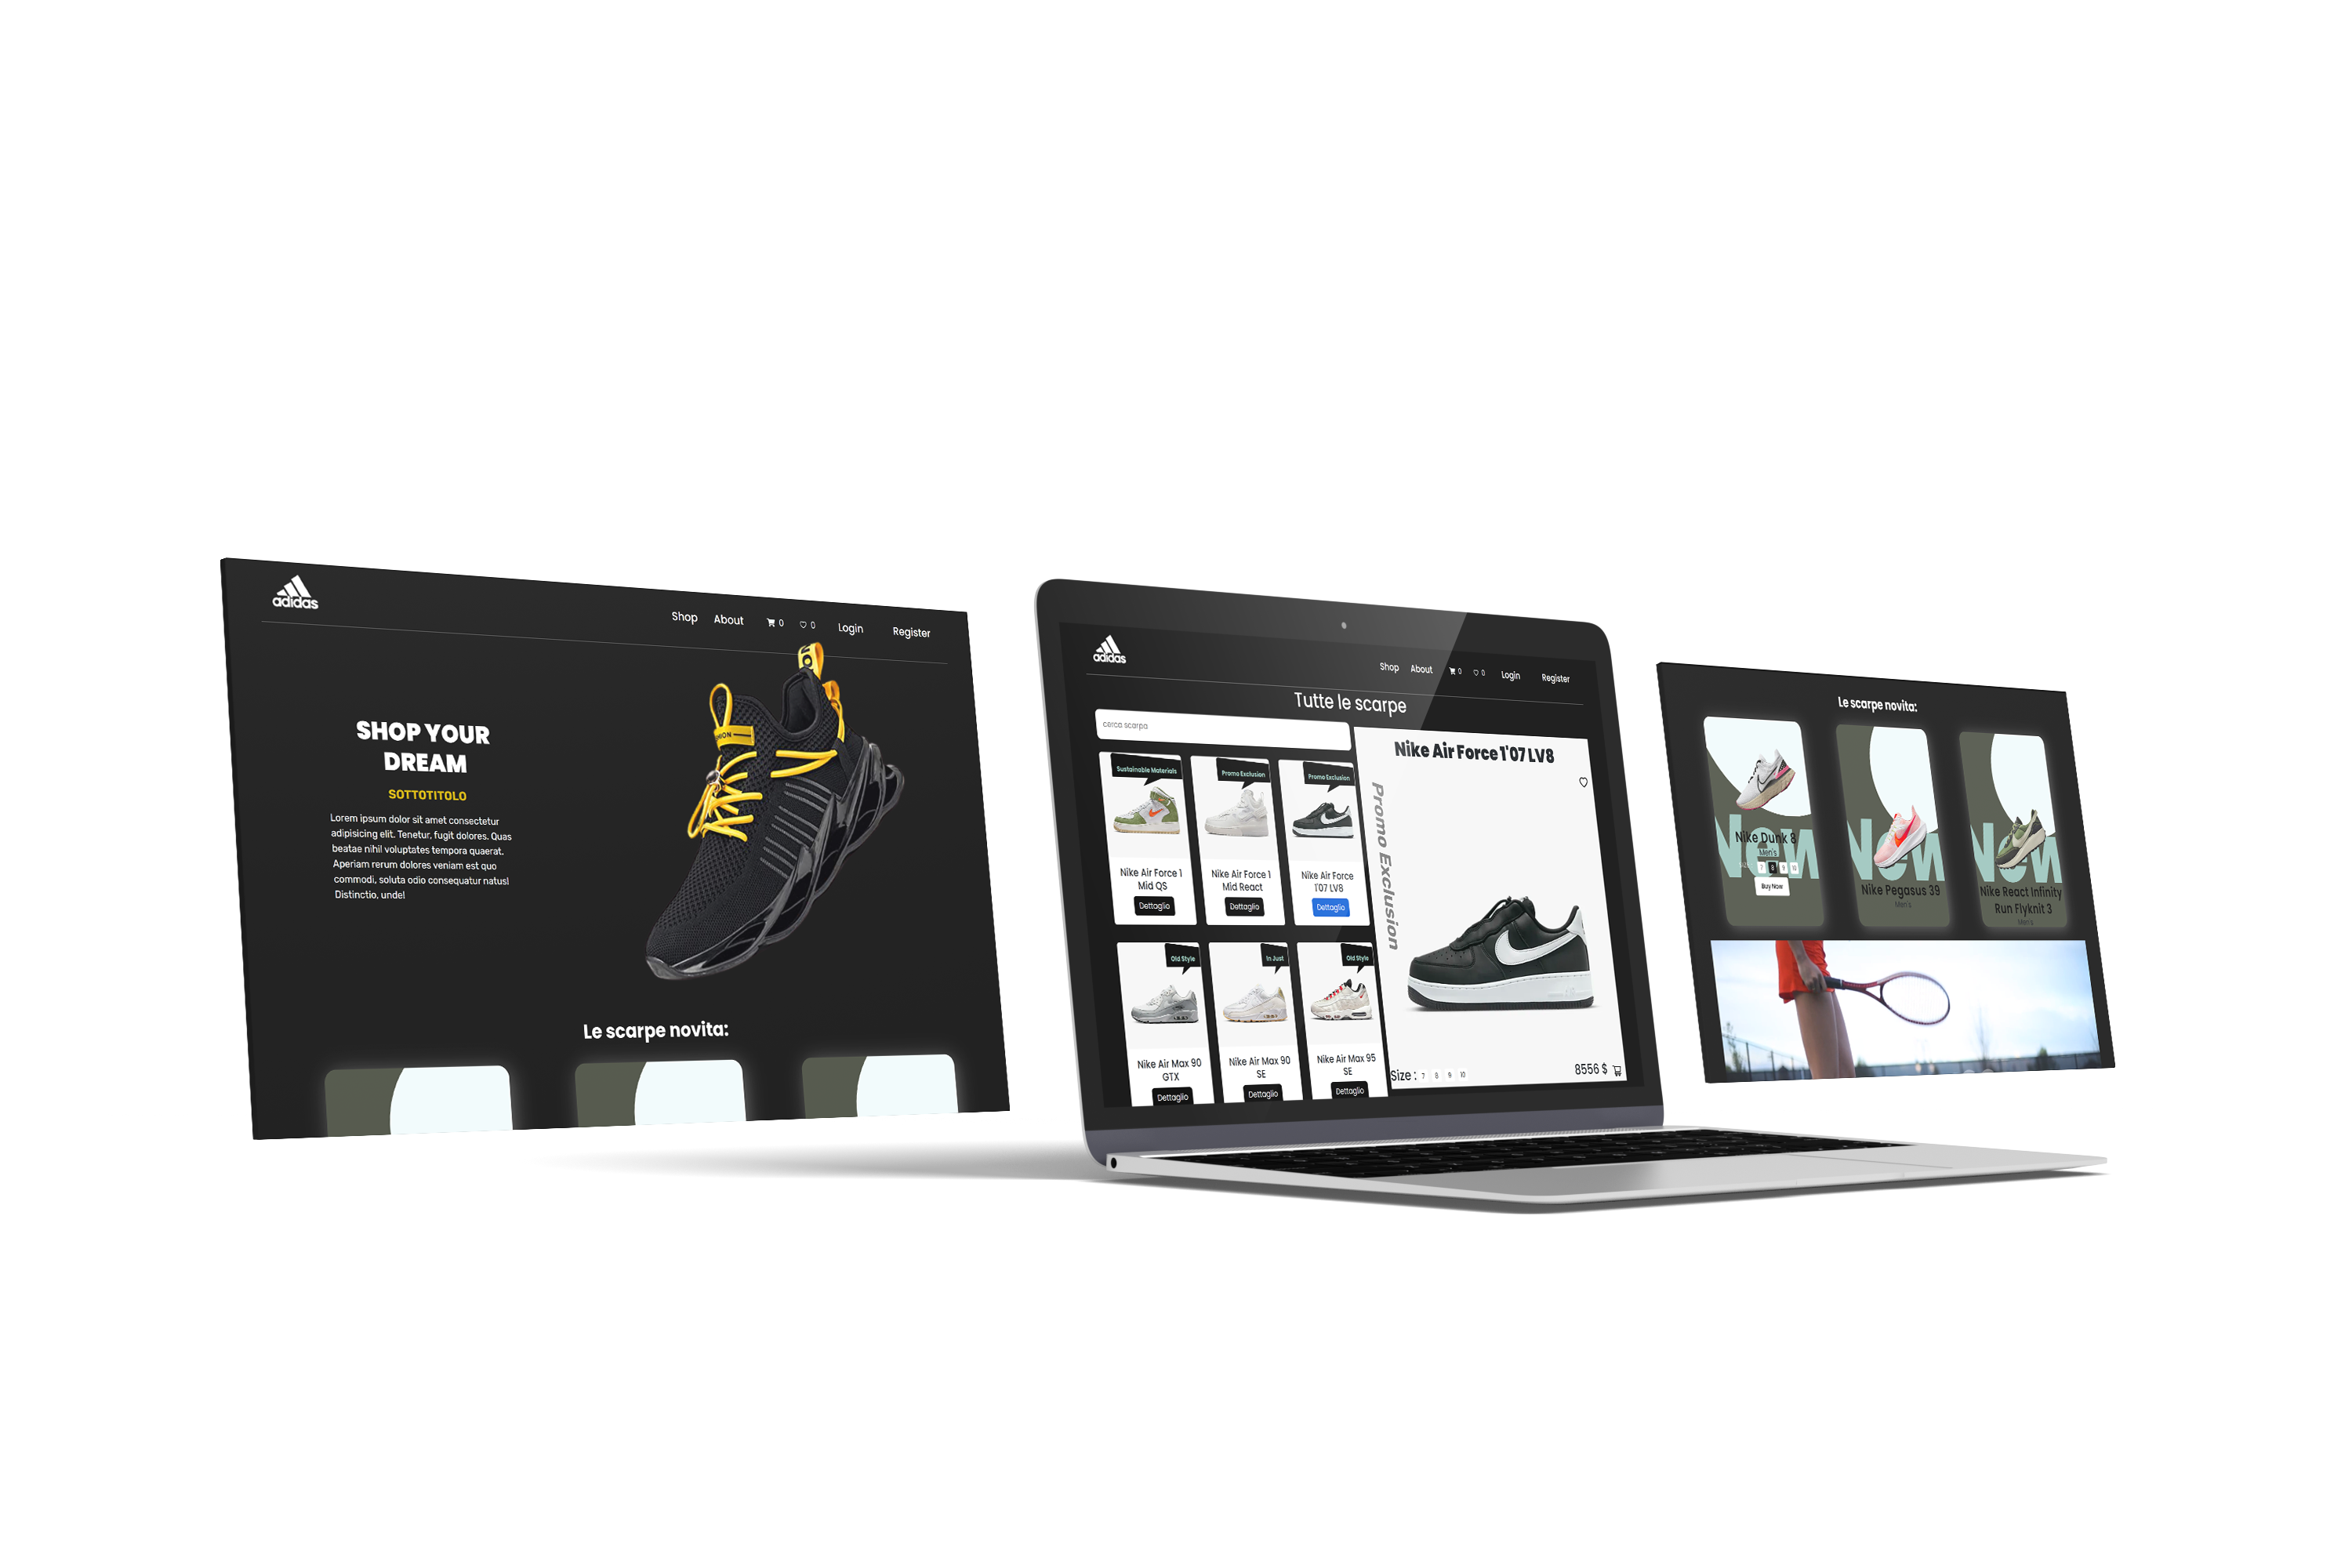 adidas
Shop About 0 0 Login Register
SHOP YOUR
DREAM
SOTTOTITOLO
Lorem ipsum dolor sit amet consectetur
adipisicing elit. Tenetur, fugit dolores. Quas
beatae nihil voluptates tempora quaerat.
Aperiam rerum dolores veniam est quo
commodi, soluta odio consequatur natus!
Distinctio, unde!
Le scarpe novita:
adidas
Shop About 0 0 Login Register
Tutte le scarpe
cerca scarpa
Sustainable Materials
Nike Air Force 1
Mid QS
Dettaglio
Promo Exclusion
Nike Air Force 1
Mid React
Dettaglio
Promo Exclusion
Nike Air Force
1'07 LV8
Dettaglio
Old Style
Nike Air Max 90
GTX
Dettaglio
In Just
Nike Air Max 90
SE
Dettaglio
Old Style
Nike Air Max 95
SE
Dettaglio
Nike Air Force 1'07 LV8
Promo Exclusion
Size : 7 8 9 10
8556 $
Le scarpe novita:
New
Nike Dunk 8
Men's
7 8 9 10
Buy Now
New
Nike Pegasus 39
Men's
New
Nike React Infinity
Run Flyknit 3
Men's